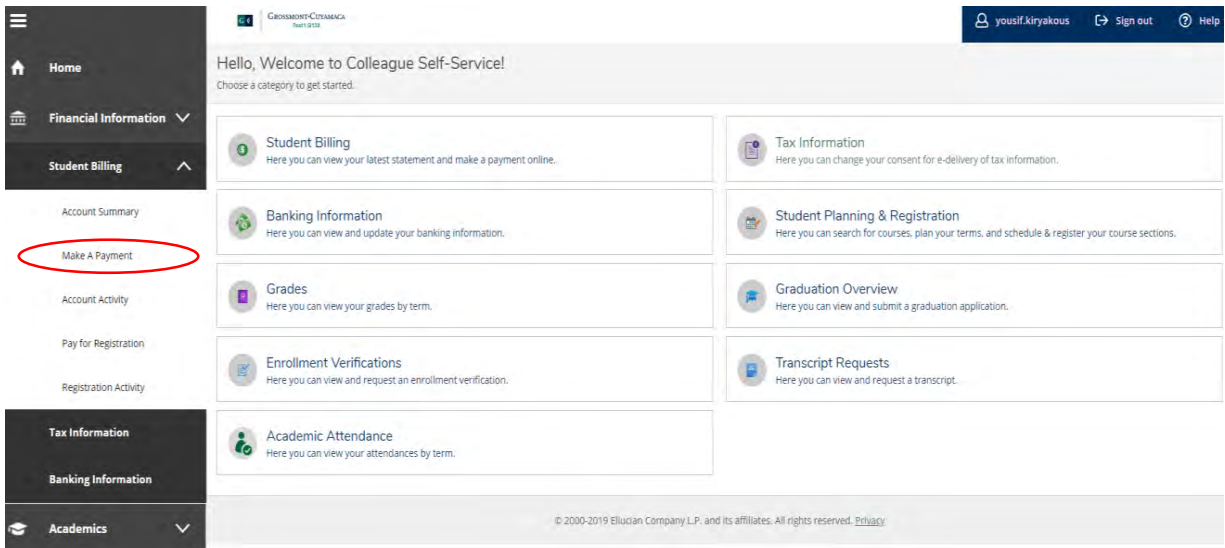 GROSSMONT-CUYAMACA
yousif.kiryakous
Sign out
Help
Home
Financial Information
Student Billing
Account Summary
Make A Payment
Account Activity
Pay for Registration
Registration Activity
Tax Information
Banking Information
Academics
Hello, Welcome to Colleague Self-Service!
Choose a category to get started.
Student Billing
Here you can view your latest statement and make a payment online.
Tax Information
Here you can change your consent for e-delivery of tax information.
Banking Information
Here you can view and update your banking information.
Student Planning & Registration
Here you can search for courses, plan your terms, and schedule & register your course sections.
Grades
Here you can view your grades by term.
Graduation Overview
Here you can view and submit a graduation application.
Enrollment Verifications
Here you can view and request an enrollment verification.
Transcript Requests
Here you can view and request a transcript.
Academic Attendance
Here you can view your attendances by term.
© 2000-2019 Ellucian Company L.P. and its affiliates. All rights reserved. Privacy